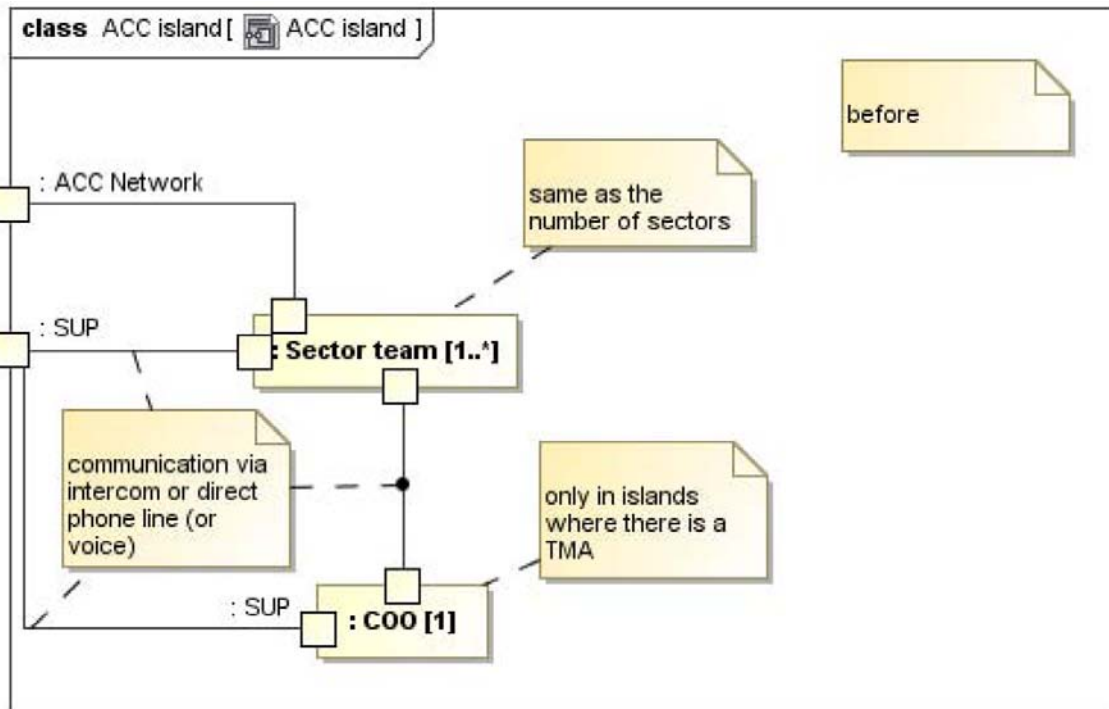 class ACC island [ ACC island ]
before
: ACC Network
same as the
number of sectors
: SUP
: Sector team [1..*]
communication via
intercom or direct
phone line (or
voice)
only in islands
where there is a
TMA
: SUP
: COO [1]